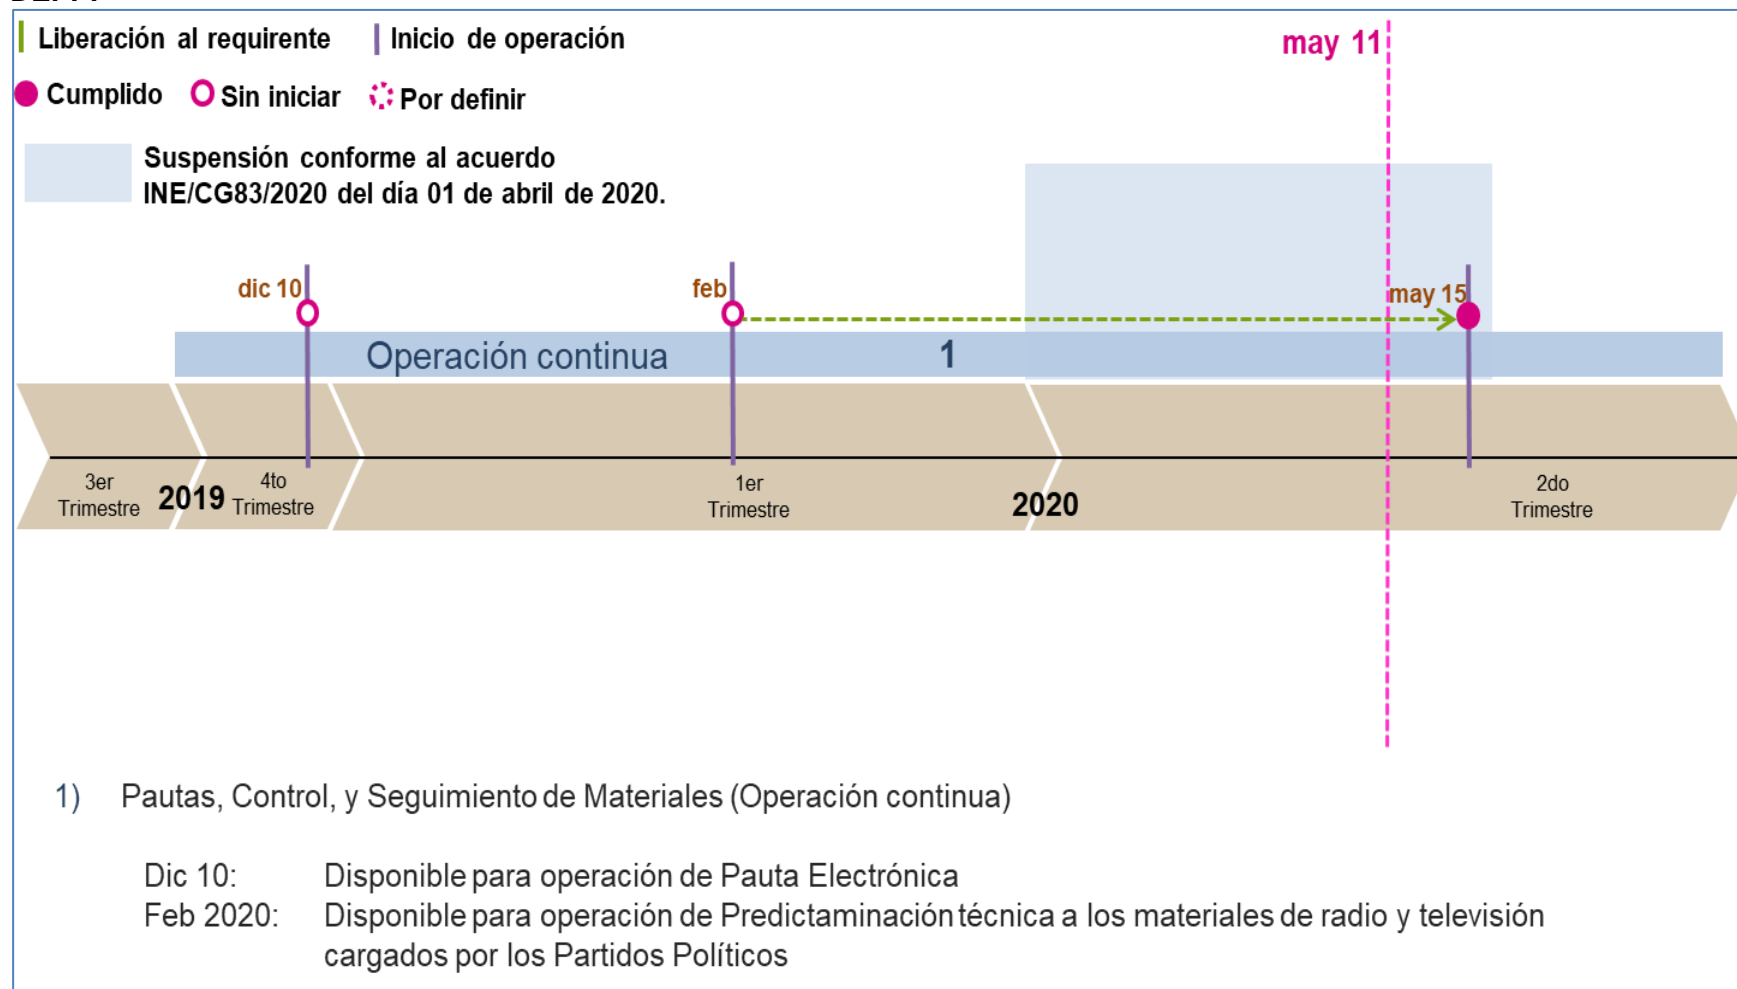 Liberación al requirente
Inicio de operación
may 11
Cumplido
Sin iniciar
Por definir
Suspensión conforme al acuerdo
INE/CG83/2020 del día 01 de abril de 2020.
dic 10
feb
may 15
Operación continua
1
3er
Trimestre
2019
4to
Trimestre
1er
Trimestre
2020
2do
Trimestre
1) Pautas, Control, y Seguimiento de Materiales (Operación continua)
Dic 10: Disponible para operación de Pauta Electrónica
Feb 2020: Disponible para operación de Predictaminación técnica a los materiales de radio y televisión
cargados por los Partidos Políticos